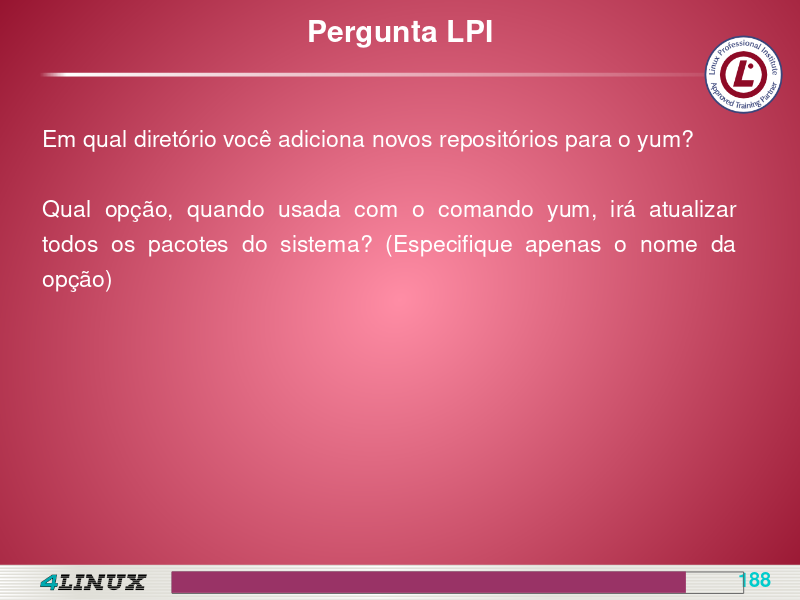 Pergunta LPI
Linux Professional Institute
Approved Training Partner
Em qual diretório você adiciona novos repositórios para o yum?
Qual opção, quando usada com o comando yum, irá atualizar
todos os pacotes do sistema? (Especifique apenas o nome da
opção)
4LINUX
188